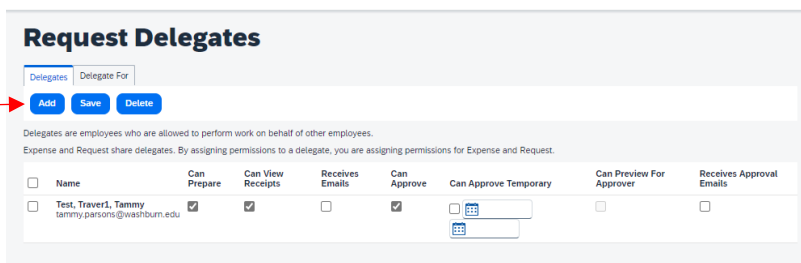 Request Delegates
Delegates Delegate For
Add Save Delete
Delegates are employees who are allowed to perform work on behalf of other employees.
Expense and Request share delegates. By assigning permissions to a delegate, you are assigning permissions for Expense and Request.
Name Can Prepare Can View Receipts Receives Emails Can Approve Can Approve Temporary Can Preview For Approver Receives Approval Emails
Test, Traver1, Tammy
tammy.parsons@washburn.edu